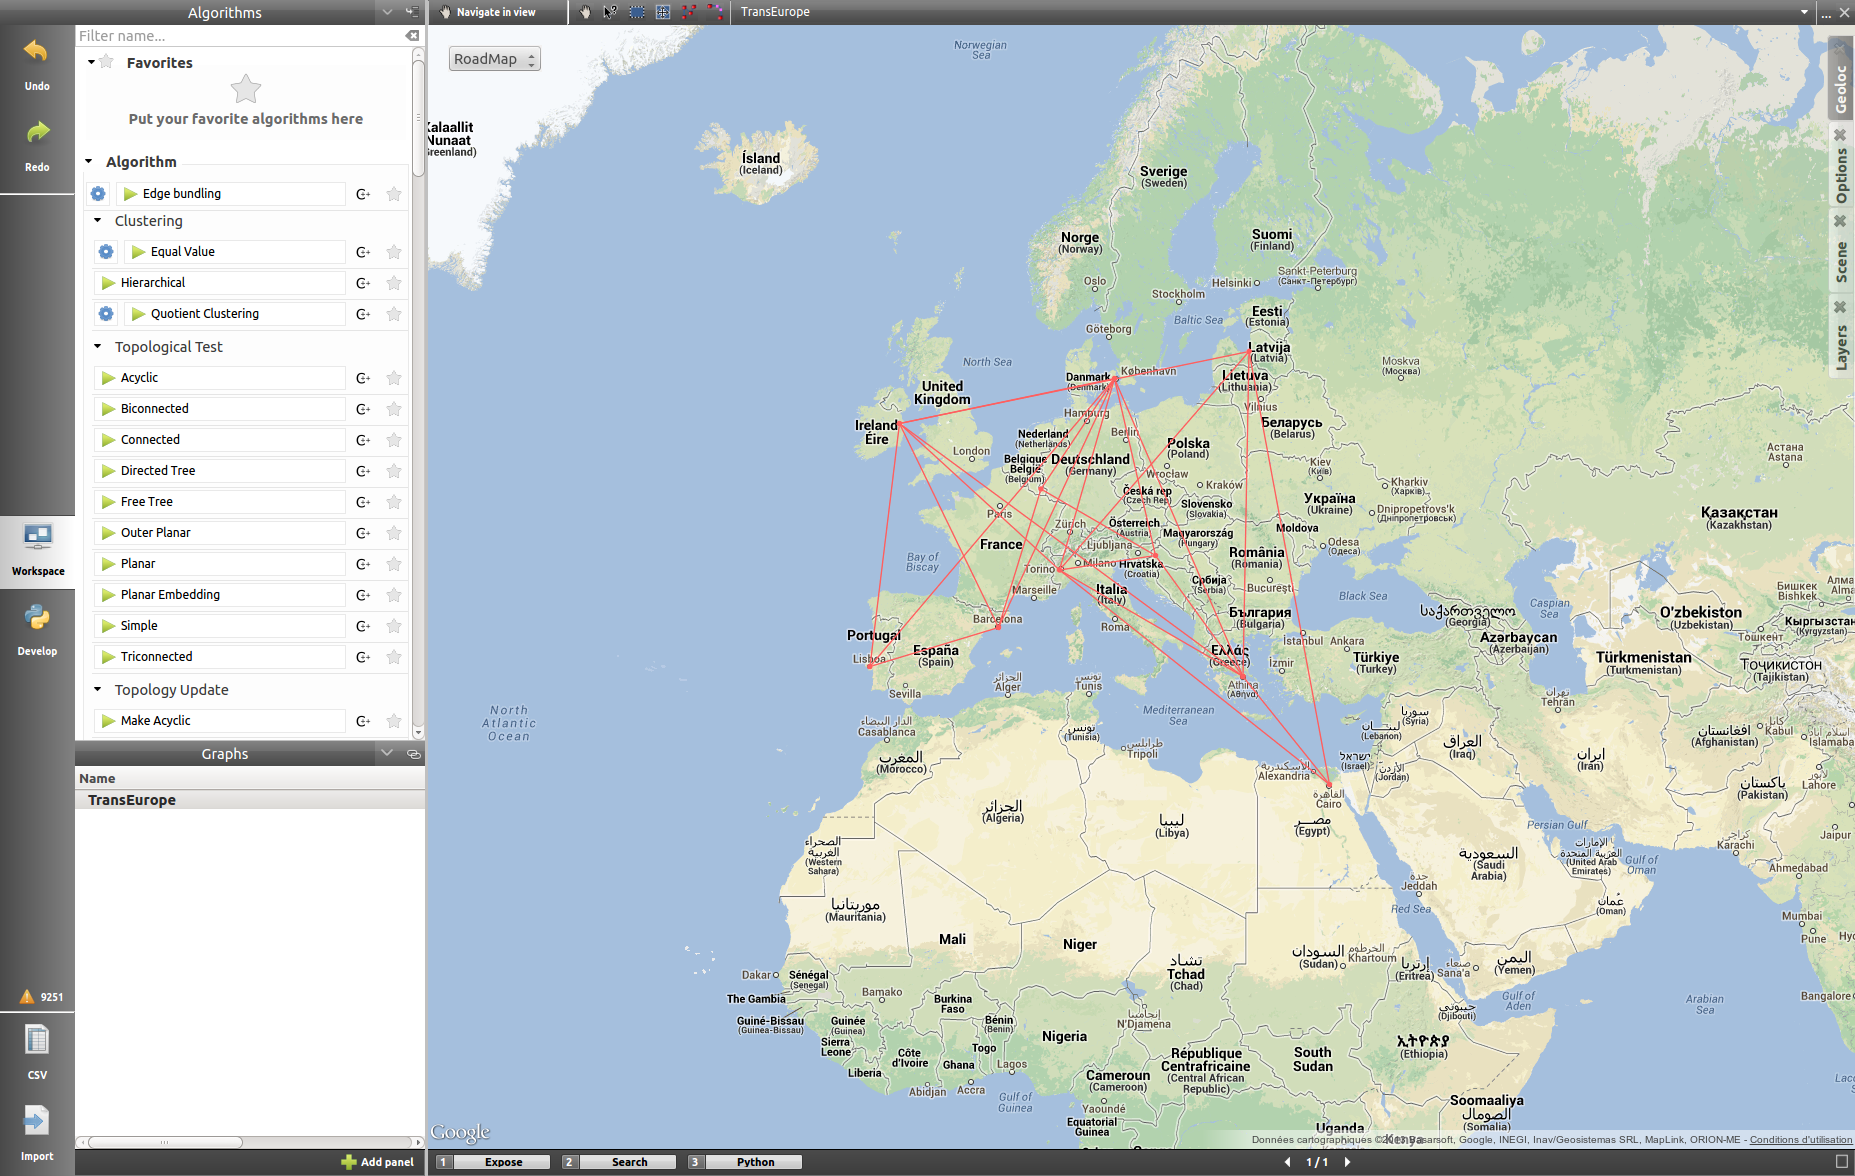 Algorithms
Navigate in view
TransEurope
...
Filter name...
Favorites
Put your favorite algorithms here
Algorithm
Edge bundling
Clustering
Equal Value
Hierarchical
Quotient Clustering
Topological Test
Acyclic
Biconnected
Connected
Directed Tree
Free Tree
Outer Planar
Planar
Planar Embedding
Simple
Triconnected
Topology Update
Make Acyclic
Graphs
Name
TransEurope
Add panel
Undo
Redo
Workspace
Develop
9251
CSV
Import
RoadMap
Geoloc
Options
Scene
Layers
Norwegian
Sea
Kalaallit
Nunaat
Greenland)
Ísland
(Iceland)
Sverige
(Sweden)
Norge
(Norway)
Suomi
(Finland)
Oslo
Helsinki
Sankt-Peterburg
(Санкт-Петербург)
Stockholm
Göteborg
Baltic Sea
Eesti
(Estonia)
North Sea
Latvija
(Latvia)
Danmark
(Denmark)
København
Lietuva
(Lithuania)
Moskva
(Москва)
United
Kingdom
Vilnius
Hamburg
Ireland
Éire
Беларусь
(Belarus)
Nederland
(Netherlands)
Berlin
Polska
(Poland)
London
België
(Belgium)
Belgique
Deutschland
(Germany)
Wrocław
Kraków
Kiev
(Київ)
Астана
Astana
Kharkiv
(Харків)
Česká rep
(Czech Rep)
Україна
(Ukraine)
Paris
Slovensko
(Slovakia)
Dnipropetrovs'k
(Дніпропетровськ)
Қазақстан
(Kazakhstan)
Zürich
Österreich
(Austria)
Magyarország
(Hungary)
Moldova
France
Ljubljana
Odesa
(Одеса)
Bay of
Biscay
România
(Romania)
Torino
Milano
Hrvatska
(Croatia)
Србија
(Serbia)
Marseille
Italia
(Italy)
București
Black Sea
Caspian
Sea
Бишкек
Bishkek
Barcelona
Roma
България
(Bulgaria)
საქართველო
(Georgia)
O'zbekiston
(Uzbekistan)
Кыргызстан
(Kyrgyzstan)
Portugal
España
(Spain)
İstanbul
Ankara
Azərbaycan
(Azerbaijan)
Тошкент
Toshkent
Lisboa
Ελλάς
(Greece)
İzmir
Türkiye
(Turkey)
Türkmenistan
(Turkmenistan)
Тоҷикистон
(Tajikistan)
Sevilla
الجزائر
Alger
تونس
Tunis
Athina
(Αθήνα)
تهران
Tehrān
North
Atlantic
Ocean
Mediterranean
Sea
سوريا
(Syria)
الدار البيضاء
Casablanca
تونس
(Tunisia)
طرابلس
Tripoli
لبنان
(Lebanon)
العراق
(Iraq)
افغانستان
(Afghanistan)
Kabul
Islamaba
المغرب
(Morocco)
الاسكندرية
Alexandria
ישראל
(Israel)
الأردن
(Jordan)
ایران
(Iran)
پاکستان
(Pakistan)
Lahore
القاهرة
Cairo
الجزائر
(Algeria)
ليبيا
(Libya)
مصر
(Egypt)
Persian Gulf
Jaipur
Karachi
الصحراء
الغربية
(Western
Sahara)
السعودية
(Saudi
Arabia)
الإمارات
العربية المتحدة
(United Arab
Emirates)
Gulf of
Oman
Ahmedabad
جدة
Jeddah
موريتانيا
(Mauritania)
Red Sea
عمان
(Oman)
Mumbai
Pune
Mali
Niger
السودان
(Sudan)
الخرطوم
Khartoum
تشاد
Tchad
(Chad)
إرتريا
(Eritrea)
صنعاء
Sana'a
اليمن
(Yemen)
Dakar
Sénégal
(Senegal)
The Gambia
Bamako
Burkina
Faso
Gulf of
Aden
Arabian
Sea
Bangalore
Guiné-Bissau
(Guinea-Bissau)
Guinée
(Guinea)
Bénin
(Benin)
إنجامينا
N'Djamena
جيبوتي
(Djibouti)
Sierra
Leone
Togo
Nigeria
ኢትዮጵያ
(Ethiopia)
Côte
d'Ivoire
Ghana
Lagos
Liberia
République
Centrafricaine
(Central African
Republic)
South
Sudan
Abidjan
Accra
Cameroun
(Cameroon)
Gulf of
Guinea
Yaoundé
Soomaaliya
الصومال
(Somalia)
Equatorial
Guinea
Uganda
Kenya
Google
Données cartographiques ©2013 Basarsoft, Google, INEGI, Inav/Geosistemas SRL, MapLink, ORION-ME - Conditions d'utilisation
1 Expose
2 Search
3 Python
1 / 1